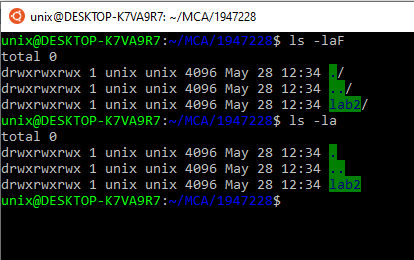 unix@DESKTOP-K7VA9R7: ~/MCA/1947228
unix@DESKTOP-K7VA9R7:~/MCA/1947228$ ls -laF
total 0
drwxrwxrwx 1 unix unix 4096 May 28 12:34 ./
drwxrwxrwx 1 unix unix 4096 May 28 12:34 ../
drwxrwxrwx 1 unix unix 4096 May 28 12:34 lab2/
unix@DESKTOP-K7VA9R7:~/MCA/1947228$ ls -la
total 0
drwxrwxrwx 1 unix unix 4096 May 28 12:34 .
drwxrwxrwx 1 unix unix 4096 May 28 12:34 ..
drwxrwxrwx 1 unix unix 4096 May 28 12:34 lab2
unix@DESKTOP-K7VA9R7:~/MCA/1947228$